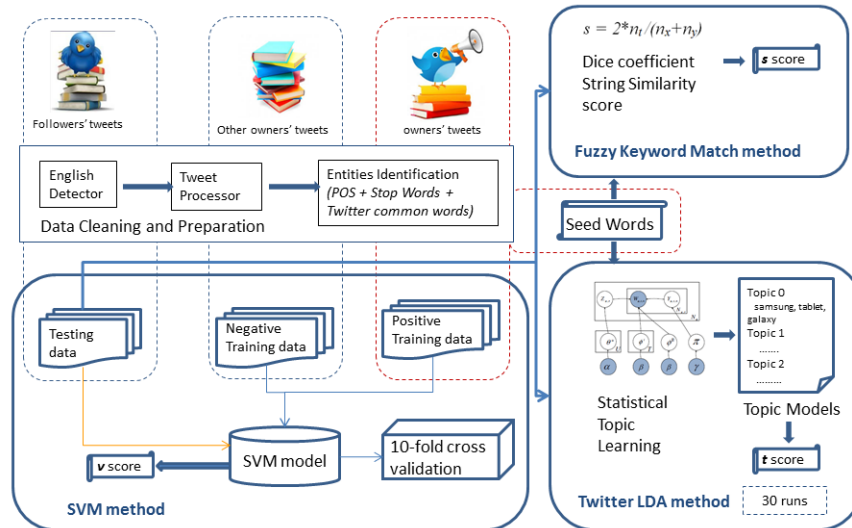 Followers' tweets
Other owners' tweets
owners' tweets
English
Detector
Tweet
Processor
Entities Identification
(POS + Stop Words +
Twitter common words)
Data Cleaning and Preparation
s = 2*nt/(nx+ny)
Dice coefficient
String Similarity
score
s score
Fuzzy Keyword Match method
Seed Words
Testing
data
Negative
Training data
Positive
Training data
SVM model
10-fold cross
validation
v score
SVM method
α
β
β
γ
Statistical
Topic
Learning
Topic 0
samsung, tablet,
galaxy
Topic 1
.......
Topic 2
.........
Topic Models
t score
Twitter LDA method
30 runs